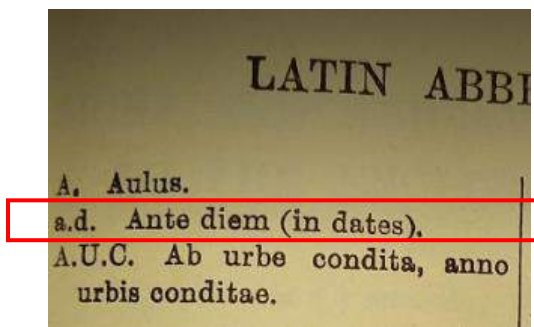 LATIN ABB
A. Aulus.
a.d. Ante diem (in dates).
A.U.C. Ab urbe condita, anno
urbis conditae.